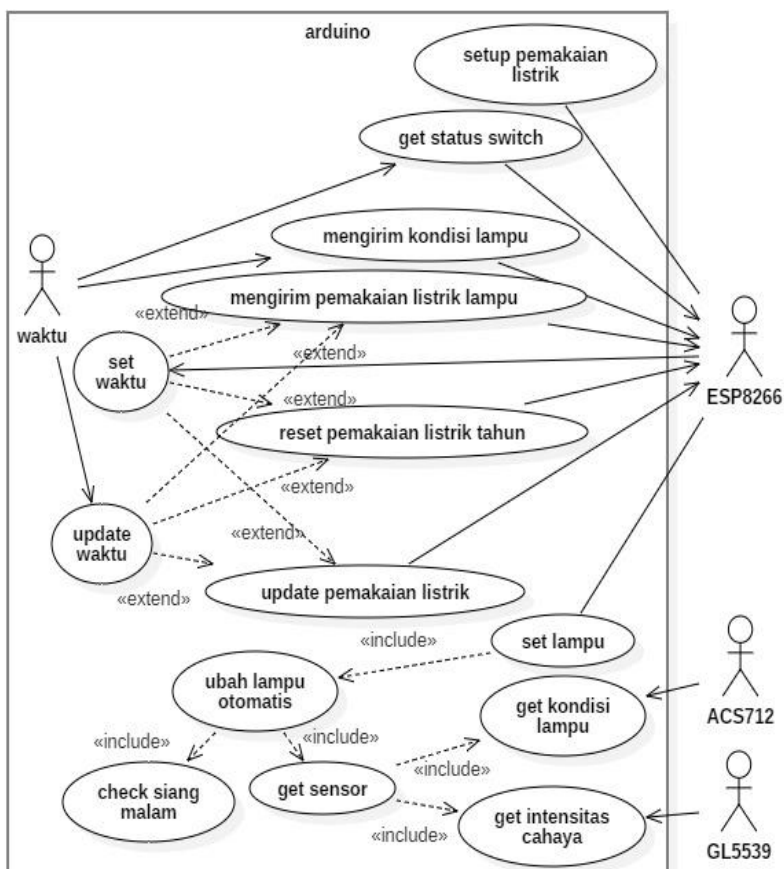 arduino
setup pemakaian
listrik
get status switch
mengirim kondisi lampu
waktu
mengirim pemakaian listrik lampu
«extend»
set
waktu
«extend»
ESP8266
«extend»
reset pemakaian listrik tahun
«extend»
update
waktu
«extend»
«extend»
update pemakaian listrik
«include»
set lampu
ubah lampu
otomatis
get kondisi
lampu
ACS712
«include»
«include»
«include»
check siang
malam
get sensor
get intensitas
cahaya
«include»
GL5539